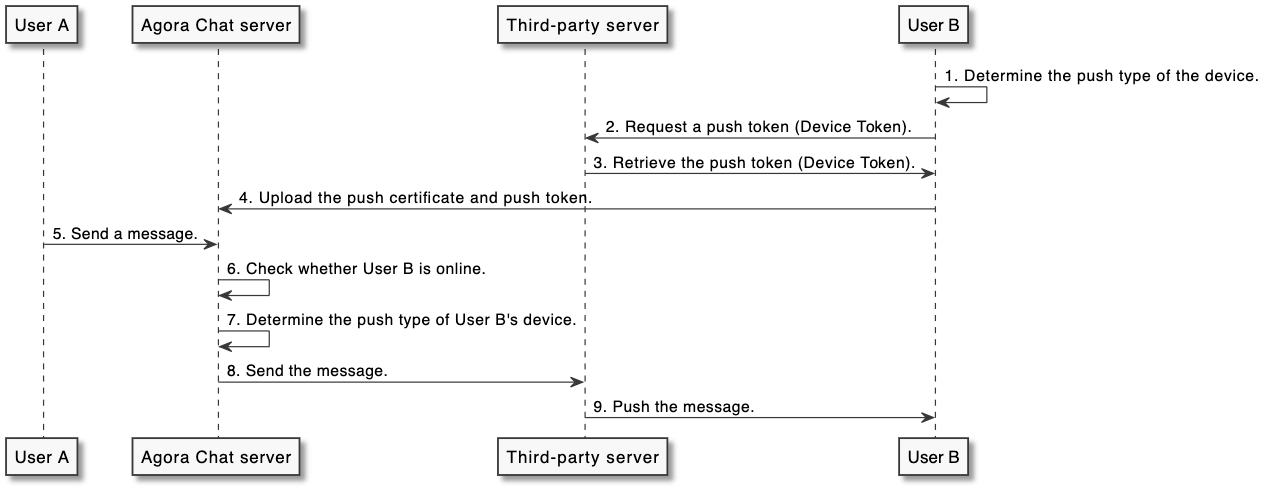 User A
Agora Chat server
Third-party server
User B
1. Determine the push type of the device.
2. Request a push token (Device Token).
3. Retrieve the push token (Device Token).
4. Upload the push certificate and push token.
5. Send a message.
6. Check whether User B is online.
7. Determine the push type of User B's device.
8. Send the message.
9. Push the message.
User A
Agora Chat server
Third-party server
User B